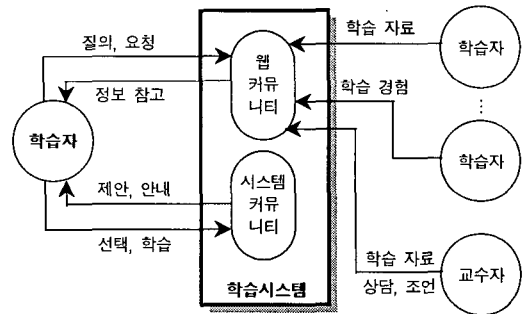 질의, 요청
정보 참고
학습자
제안, 안내
선택, 학습
웹
커뮤
니티
시스템
커뮤
니티
학습시스템
학습 자료
학습자
학습 경험
⋮
학습자
학습 자료
상담, 조언
교수자